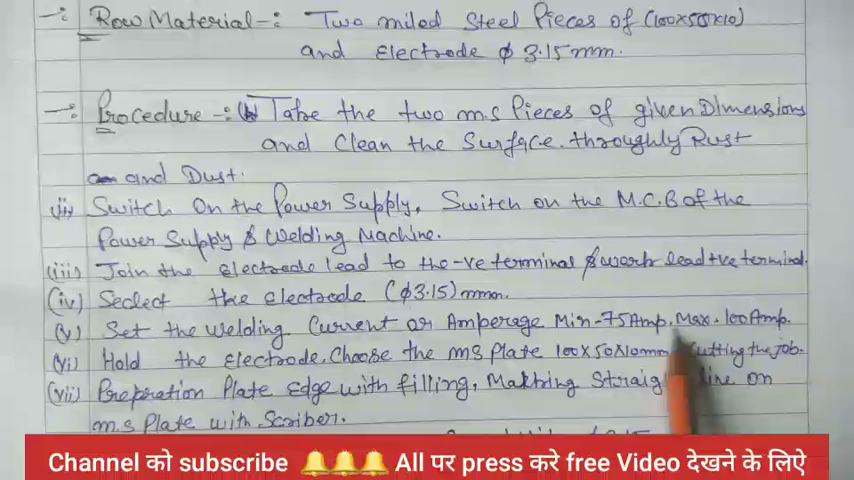 -: Row Material -: Two miled Steel Pieces of (100x50x10)
and Electrode ϕ 3.15 mm.
-: Procedure -: (i) Take the two m.s Pieces of given Dimensions
and Clean the Surface. throughly Rust
and Dust.
(ii) Switch On the Power Supply, Switch on the M.C.B of the
Power Supply & Welding Machine.
(iii) Join the Electrode lead to the -ve terminal & work lead +ve terminal.
(iv) Seclect the Electrode (ϕ3.15) mm.
(v) Set the Welding Current or Amperage Min-75Amp. Max. 100Amp.
(vi) Hold the Electrode, Choose the ms Plate 100x50x10mm Cutting the job.
(vii) Preperation Plate Edge with filling, Making Straight line on
m.s Plate with Scriber.
Channel को subscribe 🔔🔔🔔 All पर press करे free Video देखने के लिऐ